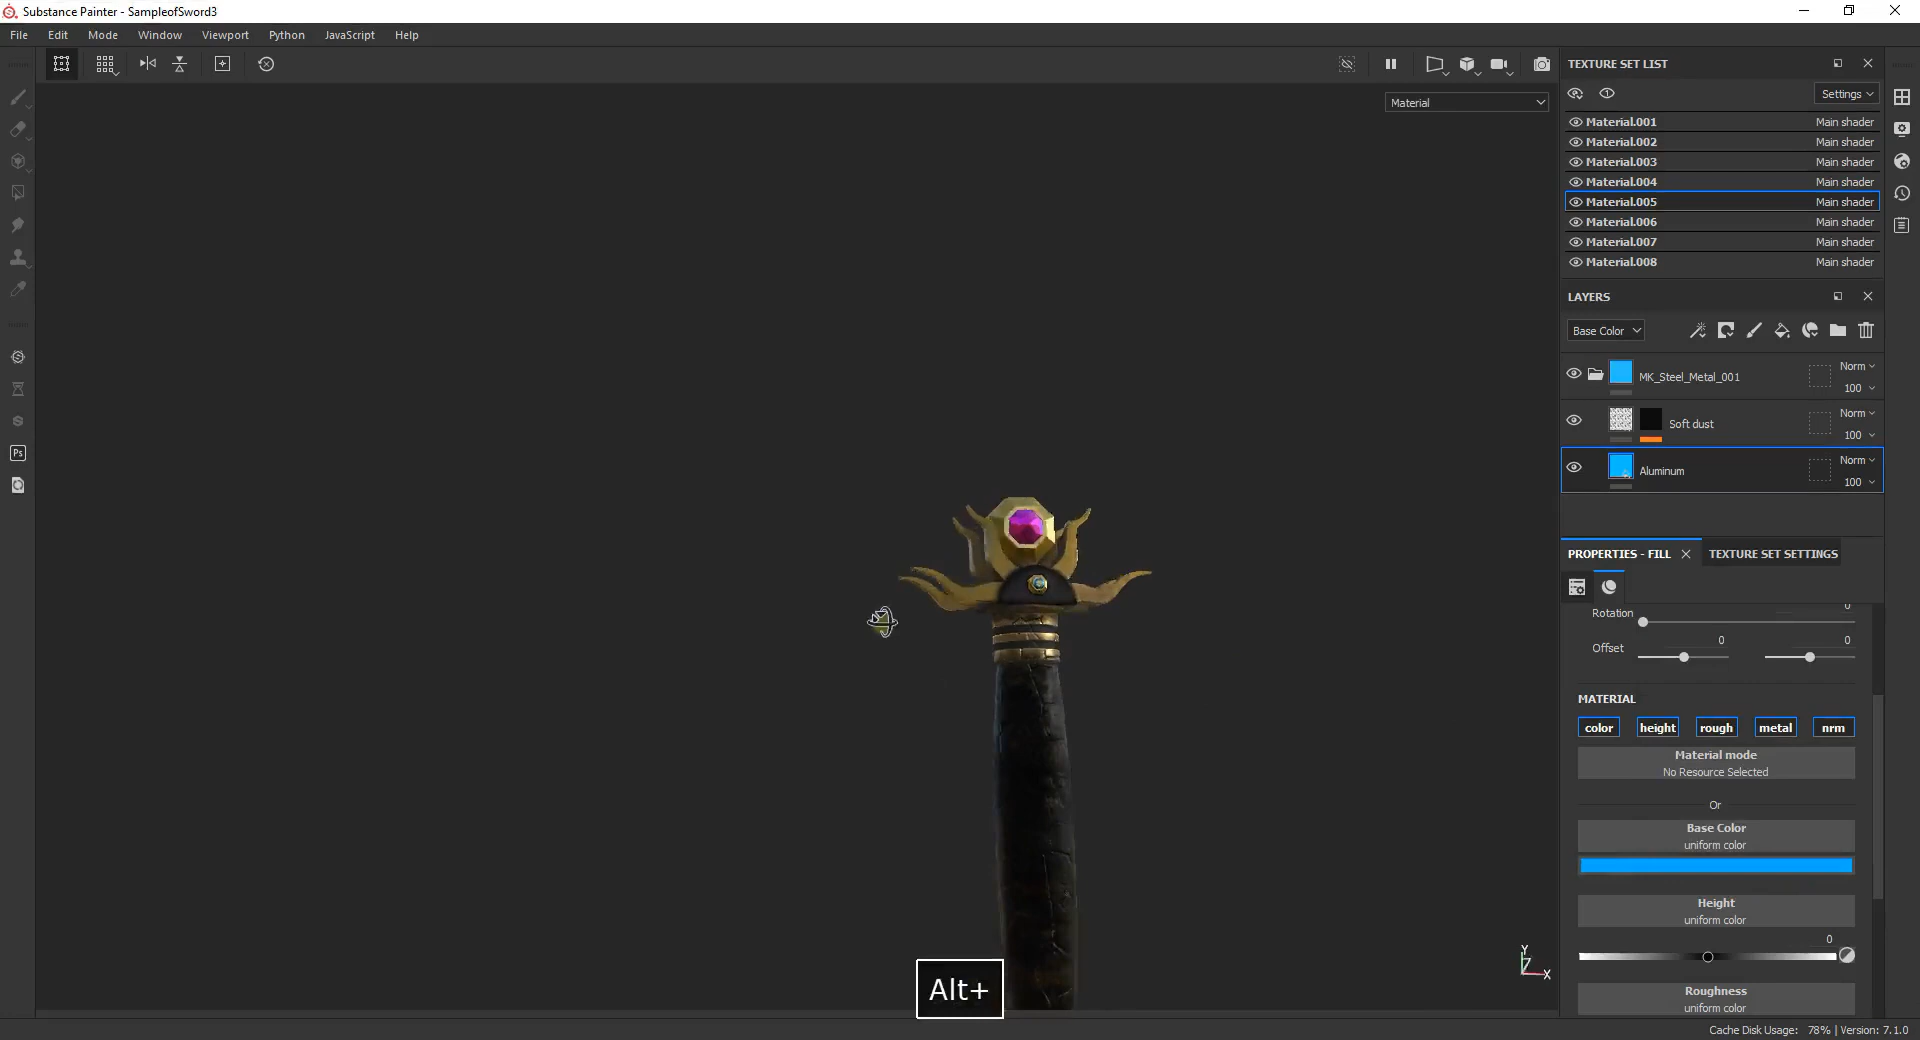 Substance Painter - SampleofSword3
File Edit Mode Window Viewport Python JavaScript Help
Material
TEXTURE SET LIST
Settings
Material.001 Main shader
Material.002 Main shader
Material.003 Main shader
Material.004 Main shader
Material.005 Main shader
Material.006 Main shader
Material.007 Main shader
Material.008 Main shader
LAYERS
Base Color
MK_Steel_Metal_001 Norm
100
Soft dust Norm
100
Aluminum Norm
100
PROPERTIES - FILL TEXTURE SET SETTINGS
Rotation 0
Offset 0 0
MATERIAL
color height rough metal nrm
Material mode
No Resource Selected
Or
Base Color
uniform color
Height
uniform color
0
Roughness
uniform color
Ps
Y
Z
X
Alt+
Cache Disk Usage: 78% | Version: 7.1.0